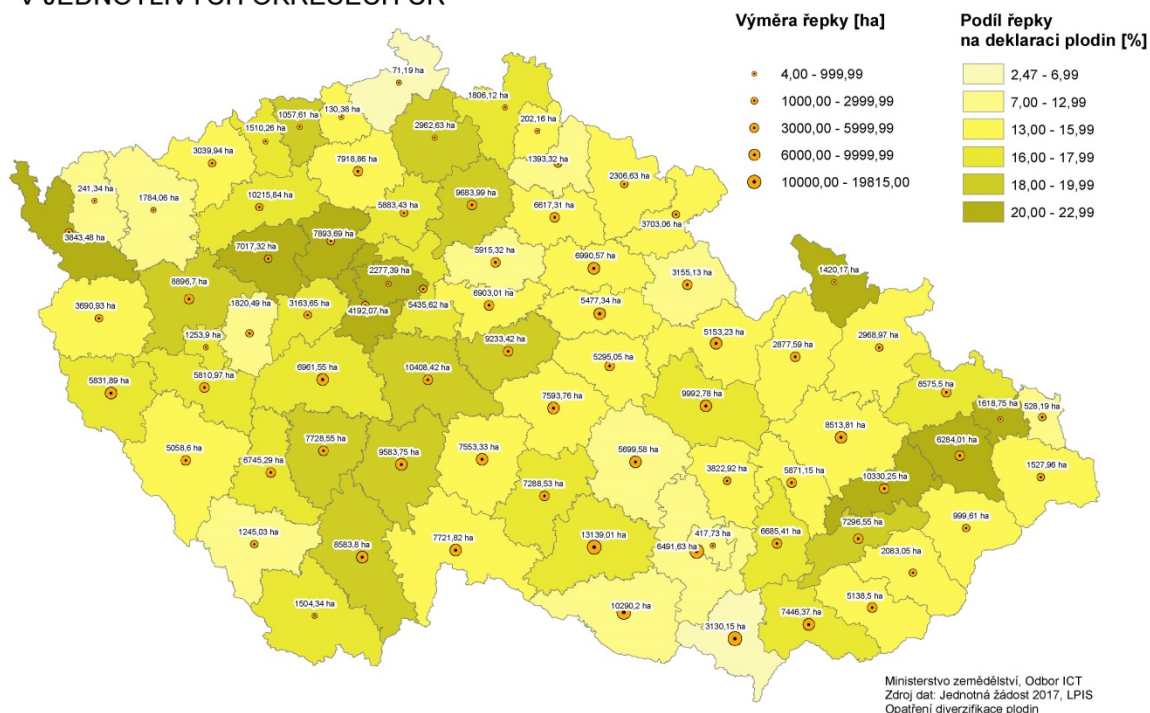 V JEDNOTLIVÝCH OKRESECH ČR
Výměra řepky [ha]
4,00 - 999,99
1000,00 - 2999,99
3000,00 - 5999,99
6000,00 - 9999,99
10000,00 - 19815,00
Podíl řepky
na deklaraci plodin [%]
2,47 - 6,99
7,00 - 12,99
13,00 - 15,99
16,00 - 17,99
18,00 - 19,99
20,00 - 22,99
71,19 ha
1806,12 ha
130,38 ha
1057,61 ha
1510,26 ha
202,16 ha
2962,63 ha
3039,94 ha
1393,32 ha
7918,86 ha
2306,63 ha
241,34 ha
1784,06 ha
10215,84 ha
9683,99 ha
5883,43 ha
6617,31 ha
3703,06 ha
3843,48 ha
7893,69 ha
7017,32 ha
5915,32 ha
6990,57 ha
2277,39 ha
3155,13 ha
1420,17 ha
8896,7 ha
6903,01 ha
1820,49 ha
3163,65 ha
4192,07 ha
5435,62 ha
5477,34 ha
3690,93 ha
1253,9 ha
9233,42 ha
5153,23 ha
2877,59 ha
2968,97 ha
5295,05 ha
5831,89 ha
5810,97 ha
6961,55 ha
10408,42 ha
8575,5 ha
9992,78 ha
7593,76 ha
1618,75 ha
528,19 ha
8513,81 ha
6284,01 ha
7728,55 ha
5699,58 ha
5058,6 ha
6745,29 ha
9583,75 ha
7553,33 ha
3822,92 ha
5871,15 ha
10330,25 ha
1527,96 ha
7288,53 ha
999,61 ha
7296,55 ha
1245,03 ha
8583,8 ha
7721,82 ha
13139,01 ha
417,73 ha
6491,63 ha
6685,41 ha
2083,05 ha
1504,34 ha
10290,2 ha
5138,5 ha
7446,37 ha
3130,15 ha
Ministerstvo zemědělství, Odbor ICT
Zdroj dat: Jednotná žádost 2017, LPIS
Opatření diverzifikace plodin